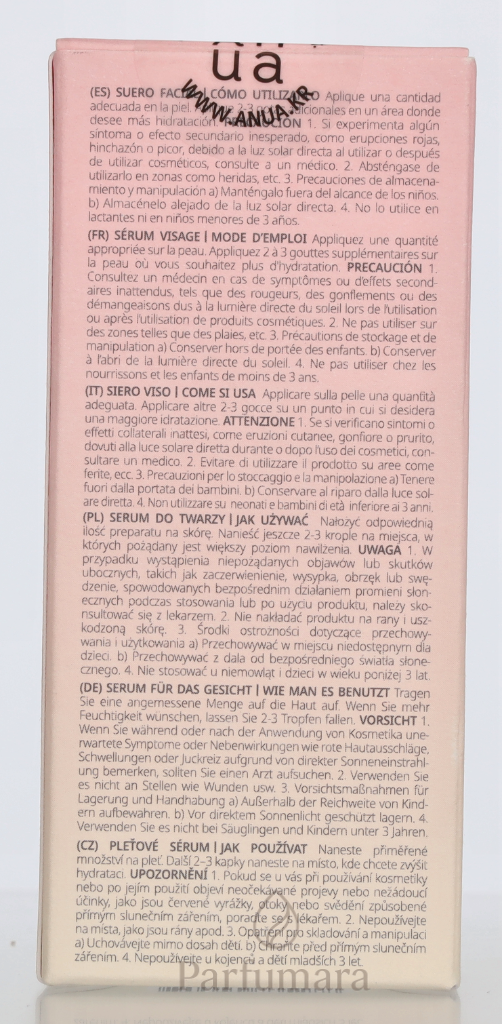 ua
WWW.ANUA.KR
(ES) SUERO CÓMO Aplique una cantidad
adecuada en la piel. 2-3 adicionales en un área donde
desee más hidratación. PRECAUCIÓN 1. Si experimenta algún
síntoma o efecto secundario inesperado, como erupciones rojas,
hinchazón o picor, debido a la luz solar directa al utilizar o después
de utilizar cosméticos, consulte a un médico. 2. Absténgase de
utilizarlo en zonas como heridas, etc. 3. Precauciones de almacena-
miento y manipulación a) Manténgalo fuera del alcance de los niños.
b) Almacénelo alejado de la luz solar directa. 4. No lo utilice en
lactantes ni en niños menores de 3 años.
(FR) SÉRUM VISAGE | MODE D'EMPLOI Appliquez une quantité
appropriée sur la peau. Appliquez 2 à 3 gouttes supplémentaires sur
la peau où vous souhaitez plus d'hydratation. PRECAUCIÓN 1.
Consultez un médecin en cas de symptômes ou d'effets second-
aires inattendus, tels que des rougeurs, des gonflements ou des
démangeaisons dus à la lumière directe du soleil lors de l'utilisation
ou après l'utilisation de produits cosmétiques. 2. Ne pas utiliser sur
des zones telles que des plaies, etc. 3. Précautions de stockage et de
manipulation a) Conserver hors de portée des enfants. b) Conserver
à l'abri de la lumière directe du soleil. 4. Ne pas utiliser chez les
nourrissons et les enfants de moins de 3 ans.
(IT) SIERO VISO | COME SI USA Applicare sulla pelle una quantità
adeguata. Applicare altre 2-3 gocce su un punto in cui si desidera
una maggiore idratazione. ATTENZIONE 1. Se si verificano sintomi o
effetti collaterali inattesi, come eruzioni cutanee, gonfiore o prurito,
dovuti alla luce solare diretta durante o dopo l'uso dei cosmetici, con-
sultare un medico. 2. Evitare di utilizzare il prodotto su aree come
ferite, ecc. 3. Precauzioni per lo stoccaggio e la manipolazione a) Tenere
fuori dalla portata dei bambini. b) Conservare al riparo dalla luce sol-
are diretta. 4. Non utilizzare su neonati e bambini di età inferiore ai 3 anni.
(PL) SERUM DO TWARZY | JAK UŻYWAĆ Nałożyć odpowiednią
ilość preparatu na skórę. Nanieść jeszcze 2-3 krople na miejsca, w
których pożądany jest większy poziom nawilżenia. UWAGA 1. W
przypadku wystąpienia niepożądanych objawów lub skutków
ubocznych, takich jak zaczerwienienie, wysypka, obrzęk lub swę-
dzenie, spowodowanych bezpośrednim działaniem promieni słon-
ecznych podczas stosowania lub po użyciu produktu, należy sko-
nsultować się z lekarzem. 2. Nie nakładać produktu na rany i usz-
kodzoną skórę. 3. Środki ostrożności dotyczące przechowy-
wania i użytkowania a) Przechowywać w miejscu niedostępnym dla
dzieci. b) Przechowywać z dala od bezpośredniego światła słone-
cznego. 4. Nie stosować u niemowląt i dzieci w wieku poniżej 3 lat.
(DE) SERUM FÜR DAS GESICHT | WIE MAN ES BENUTZT Tragen
Sie eine angemessene Menge auf die Haut auf. Wenn Sie mehr
Feuchtigkeit wünschen, lassen Sie 2-3 Tropfen fallen. VORSICHT 1.
Wenn Sie während oder nach der Anwendung von Kosmetika une-
rwartete Symptome oder Nebenwirkungen wie rote Hautausschläge,
Schwellungen oder Juckreiz aufgrund von direkter Sonneneinstrahl-
ung bemerken, sollten Sie einen Arzt aufsuchen. 2. Verwenden Sie
es nicht an Stellen wie Wunden usw. 3. Vorsichtsmaßnahmen für
Lagerung und Handhabung a) Außerhalb der Reichweite von Kind-
ern aufbewahren. b) Vor direktem Sonnenlicht geschützt lagern. 4.
Verwenden Sie es nicht bei Säuglingen und Kindern unter 3 Jahren.
(CZ) PLEŤOVÉ SÉRUM | JAK POUŽÍVAT Naneste přiměřené
množství na pleť. Další 2–3 kapky naneste na místo, kde chcete zvýšit
hydrataci. UPOZORNĚNÍ 1. Pokud se u vás při používání kosmetiky
nebo po jejím použití objeví neočekávané projevy nebo nežádoucí
účinky, jako jsou červené vyrážky, otoky nebo svědění způsobené
přímým slunečním zářením, poraďte se s lékařem. 2. Nepoužívejte
na místa, jako jsou rány apod. 3. Opatření pro skladování a manipulaci
a) Uchovávejte mimo dosah dětí. b) Chraňte před přímým slunečním
zářením. 4. Nepoužívejte u kojenců a dětí mladších 3 let.
Parfumara